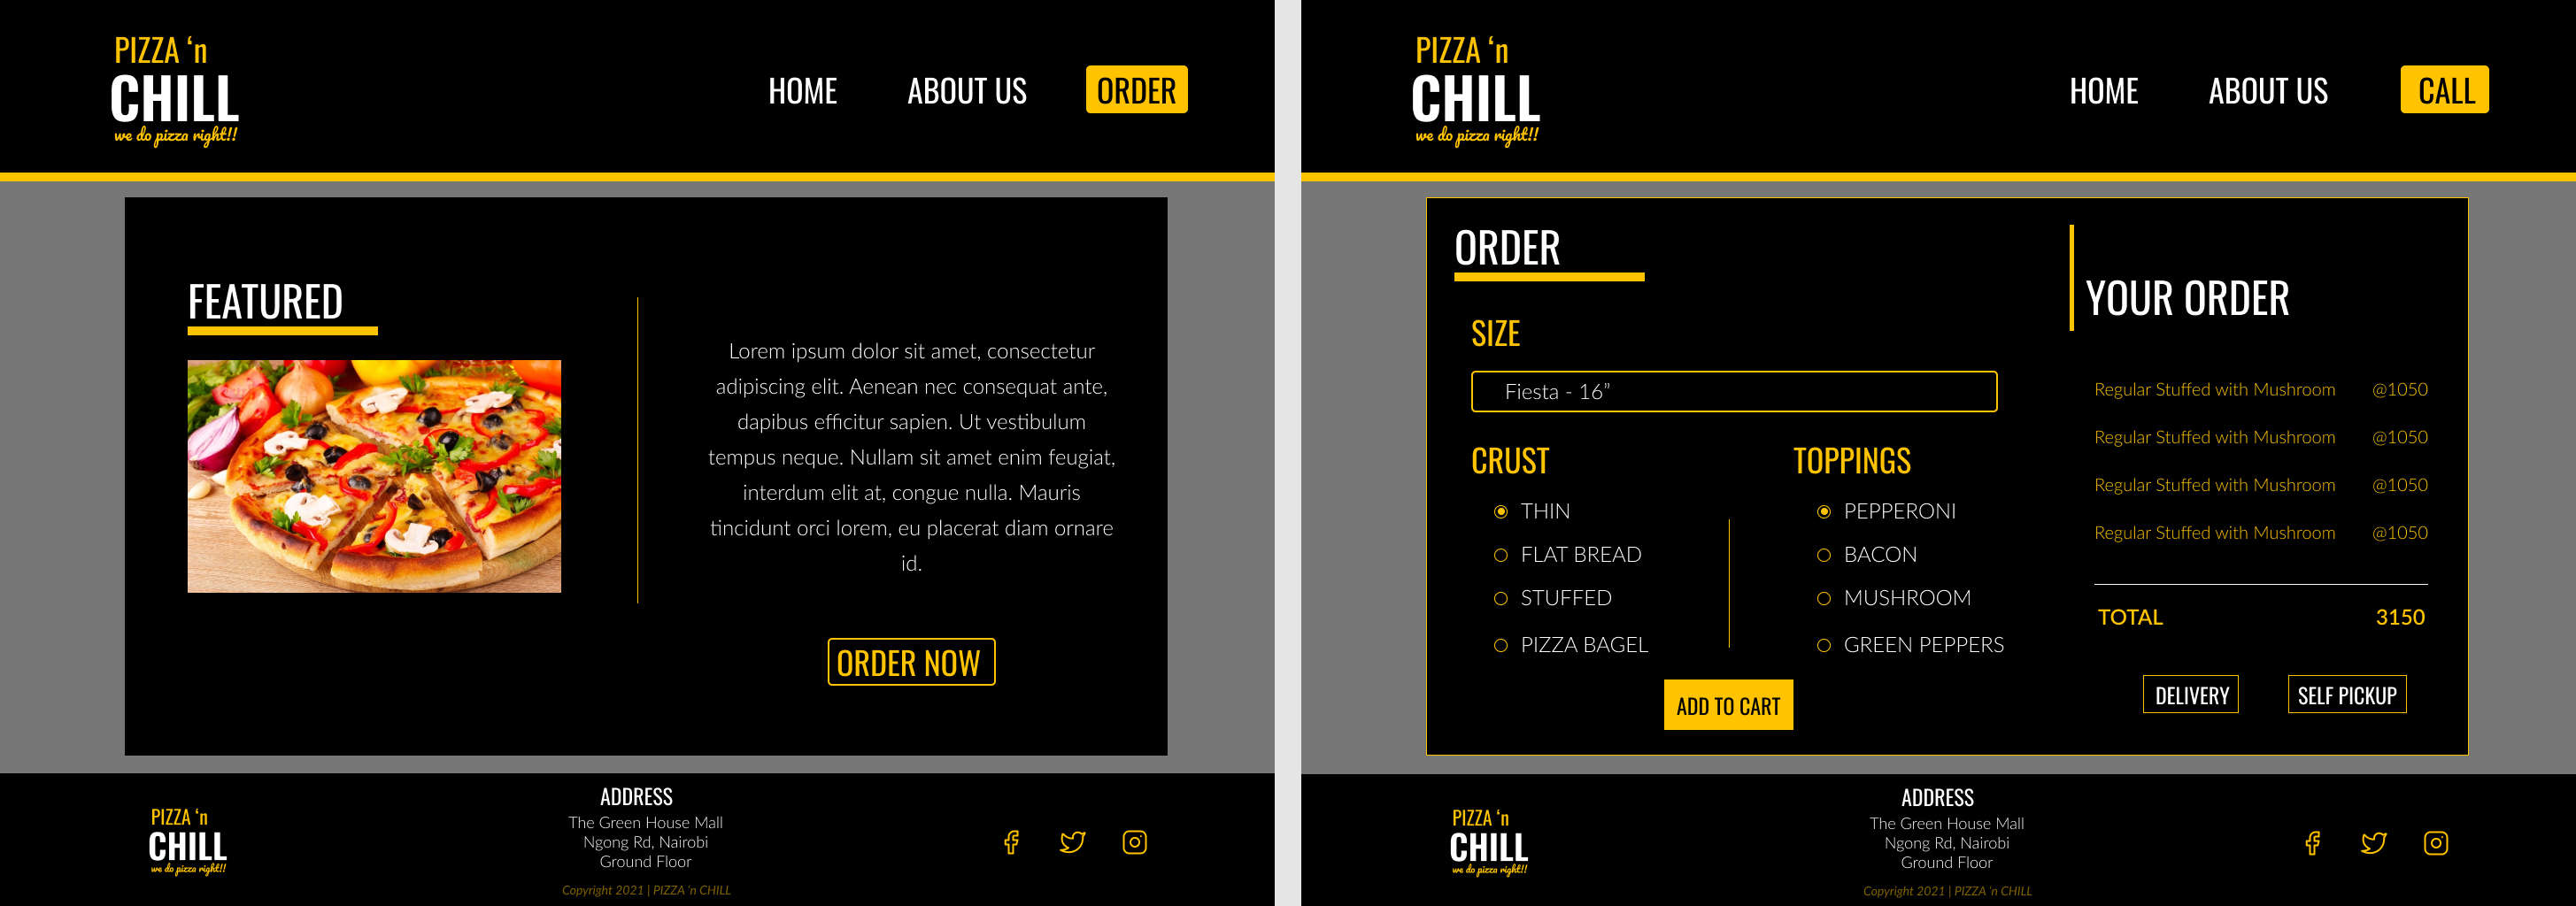 PIZZA ‘n
CHILL
we do pizza right!!
HOME
ABOUT US
ORDER
FEATURED
Lorem ipsum dolor sit amet, consectetur
adipiscing elit. Aenean nec consequat ante,
dapibus efficitur sapien. Ut vestibulum
tempus neque. Nullam sit amet enim feugiat,
interdum elit at, congue nulla. Mauris
tincidunt orci lorem, eu placerat diam ornare
id.
ORDER NOW
PIZZA ‘n
CHILL
we do pizza right!!
ADDRESS
The Green House Mall
Ngong Rd, Nairobi
Ground Floor
Copyright 2021 | PIZZA ‘n CHILL
PIZZA ‘n
CHILL
we do pizza right!!
HOME
ABOUT US
CALL
ORDER
SIZE
Fiesta - 16”
CRUST
THIN
FLAT BREAD
STUFFED
PIZZA BAGEL
TOPPINGS
PEPPERONI
BACON
MUSHROOM
GREEN PEPPERS
ADD TO CART
YOUR ORDER
Regular Stuffed with Mushroom @1050
Regular Stuffed with Mushroom @1050
Regular Stuffed with Mushroom @1050
Regular Stuffed with Mushroom @1050
TOTAL 3150
DELIVERY
SELF PICKUP
PIZZA ‘n
CHILL
we do pizza right!!
ADDRESS
The Green House Mall
Ngong Rd, Nairobi
Ground Floor
Copyright 2021 | PIZZA ‘n CHILL